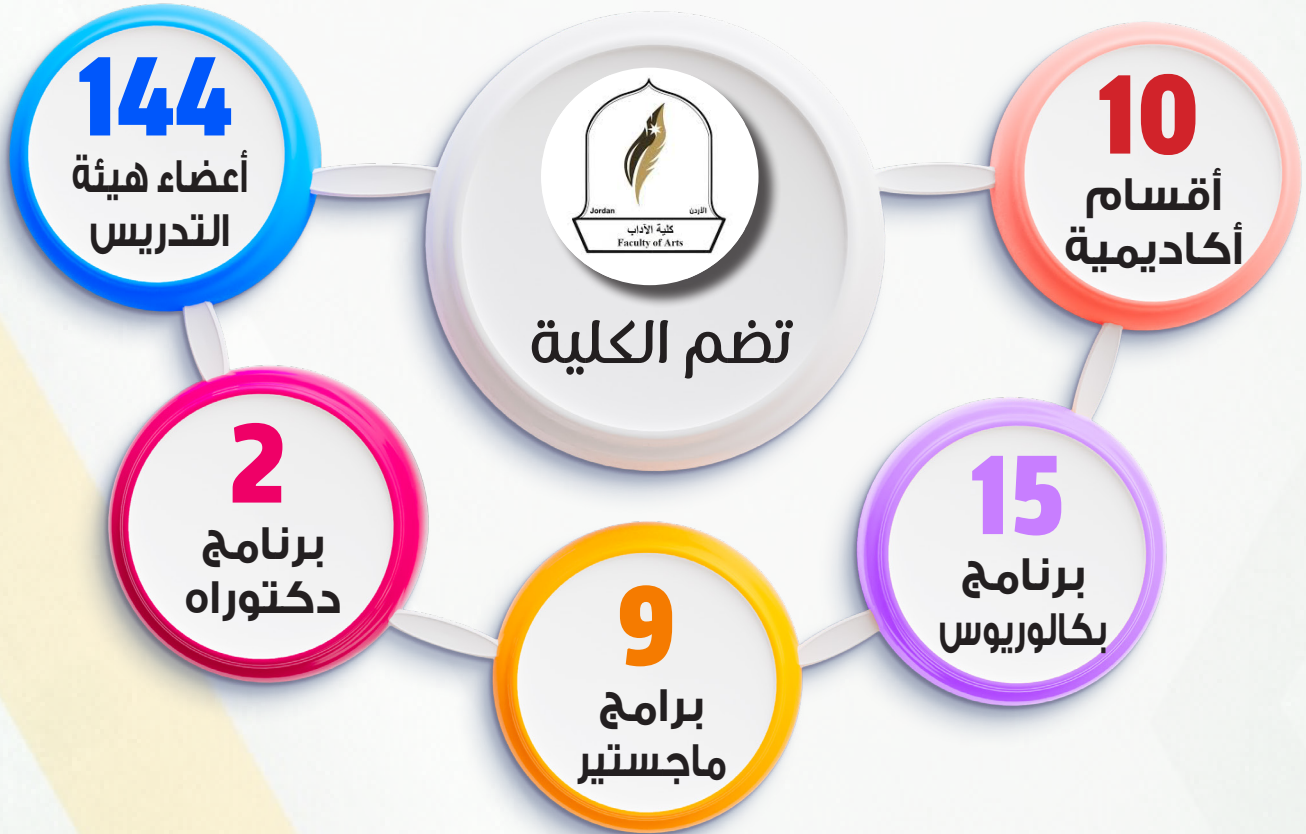 Jordan
الأردن
كلية الآداب
Faculty of Arts
تضم الكلية
10
أقسام
أكاديمية
15
برنامج
بكالوريوس
9
برامج
ماجستير
2
برنامج
دكتوراه
144
أعضاء هيئة
التدريس